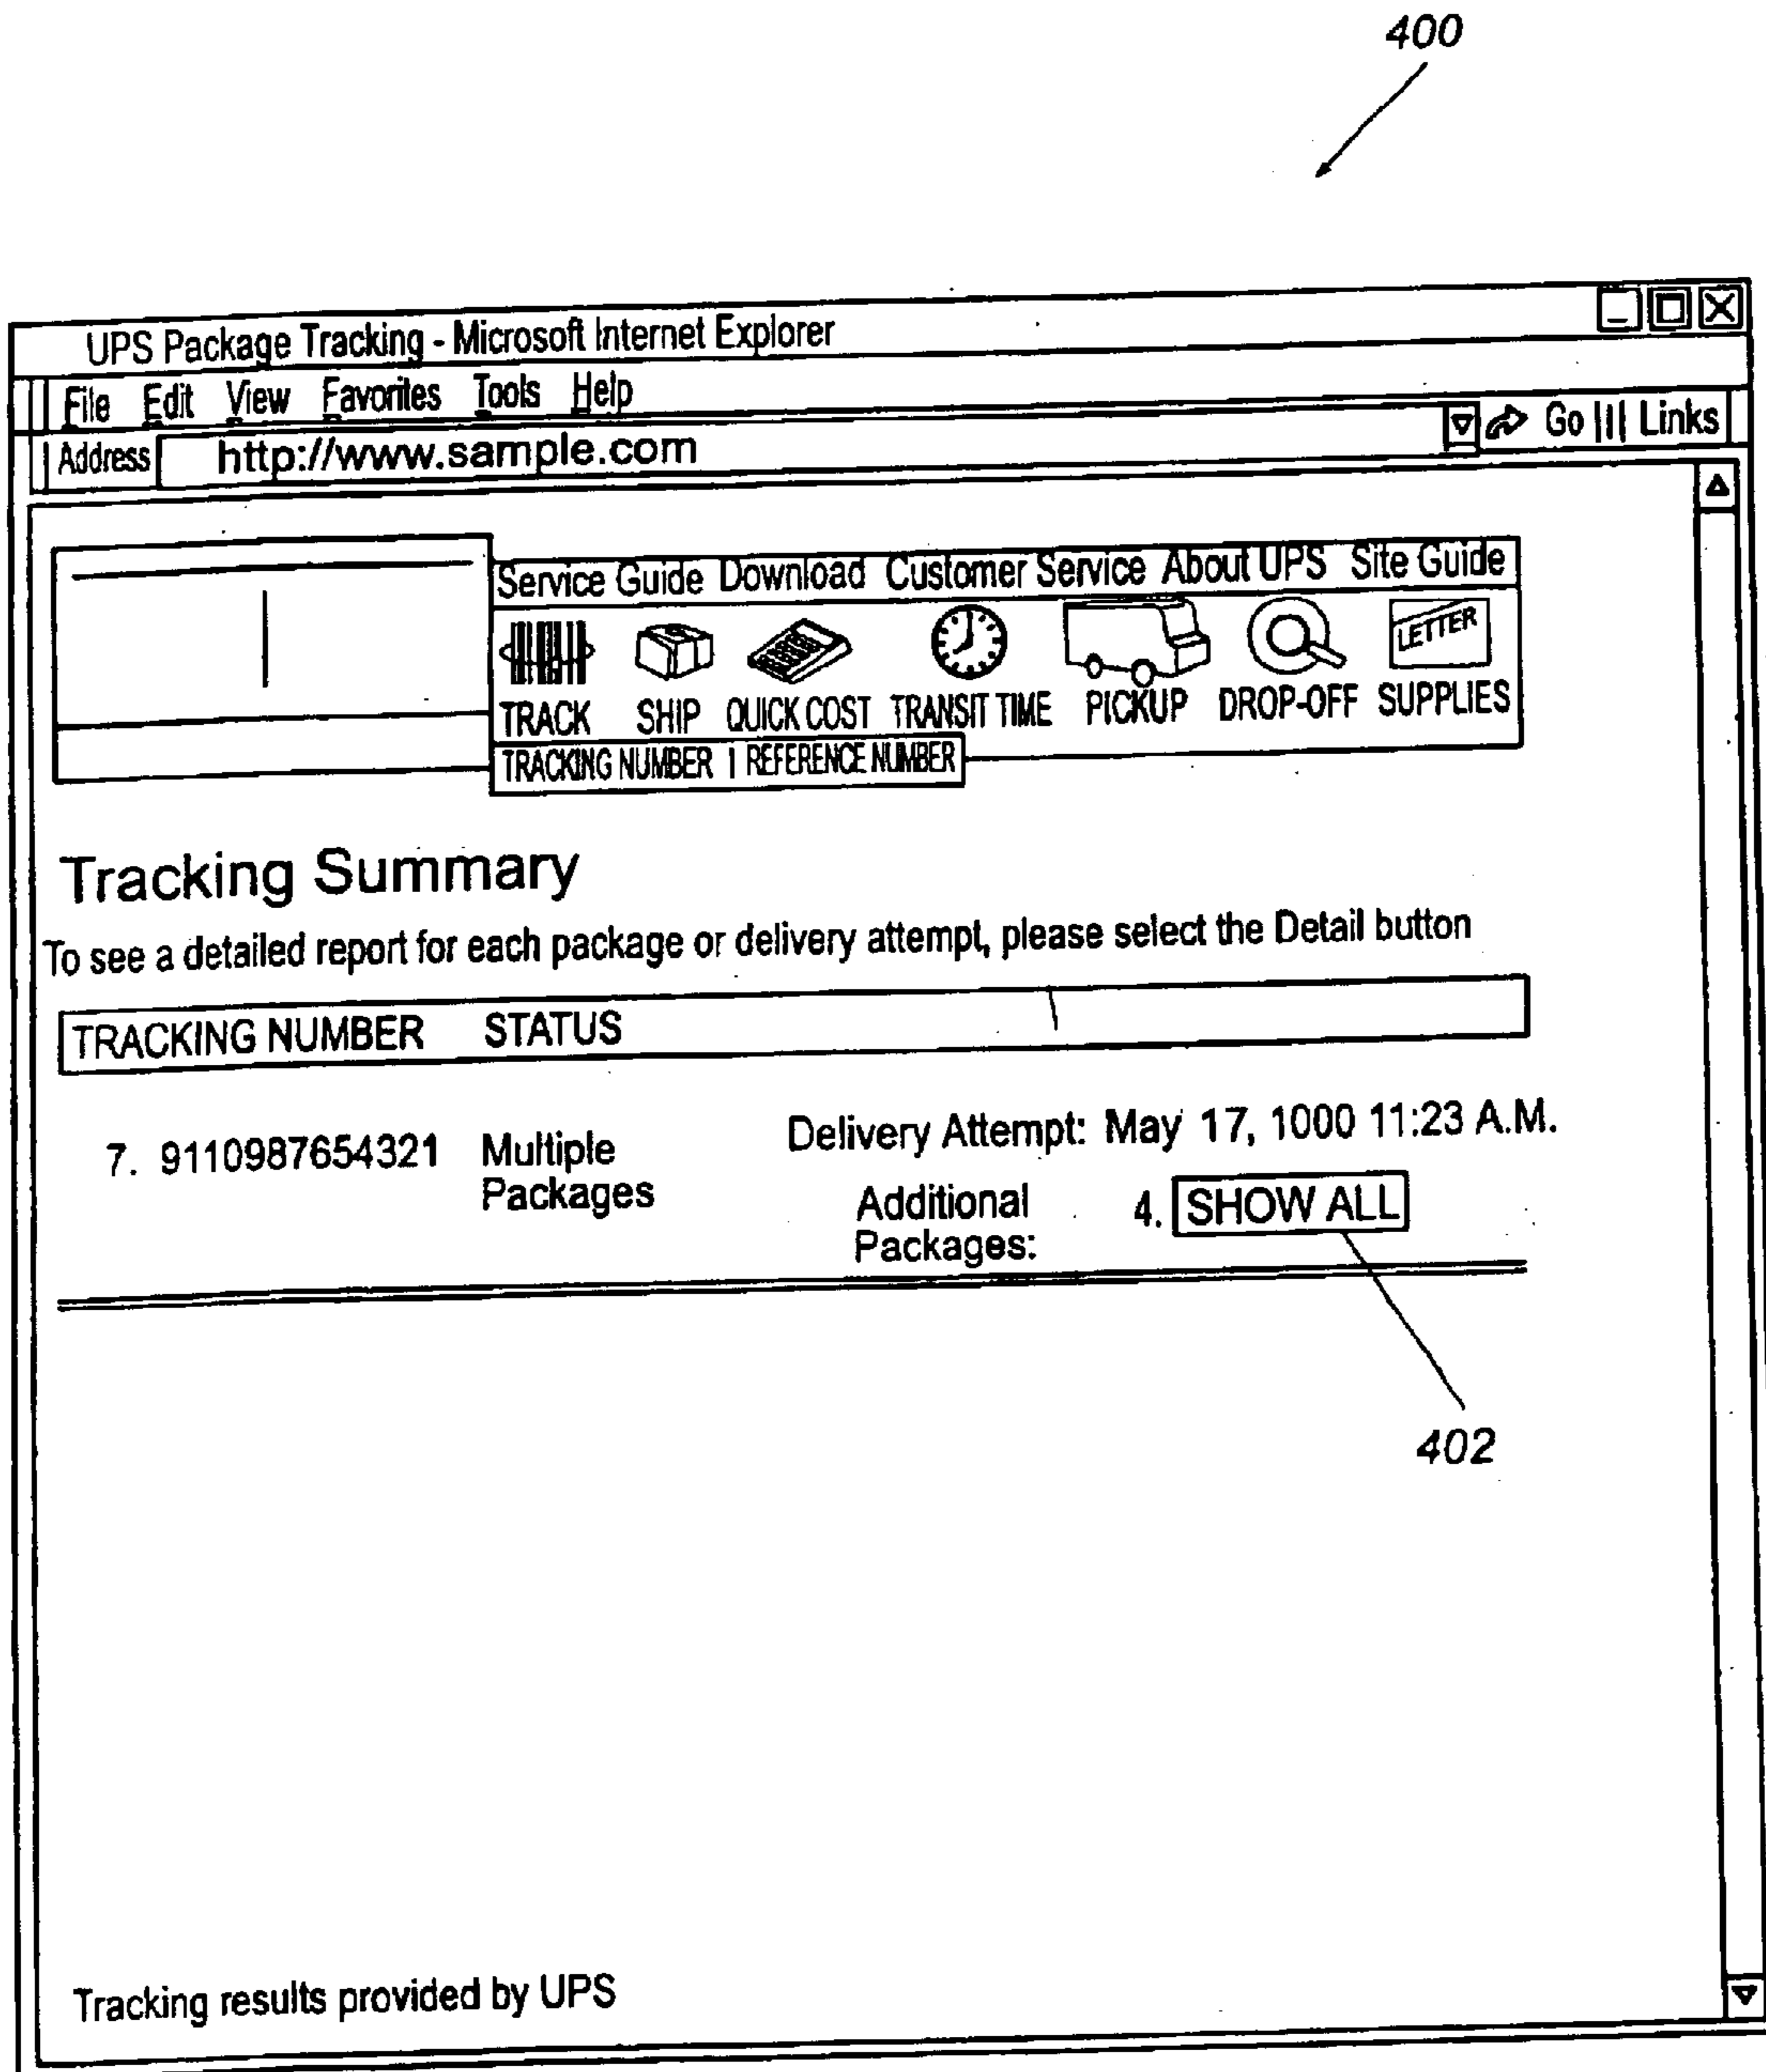 400
UPS Package Tracking - Microsoft Internet Explorer
File Edit View Favorites Tools Help
Go Links
Address http://www.sample.com
Service Guide Download Customer Service About UPS Site Guide
LETTER
TRACK SHIP QUICK COST TRANSIT TIME PICKUP DROP-OFF SUPPLIES
TRACKING NUMBER | REFERENCE NUMBER
Tracking Summary
To see a detailed report for each package or delivery attempt, please select the Detail button
TRACKING NUMBER STATUS
7. 9110987654321 Multiple Packages
Delivery Attempt: May 17, 1000 11:23 A.M.
Additional Packages: 4. SHOW ALL
402
Tracking results provided by UPS